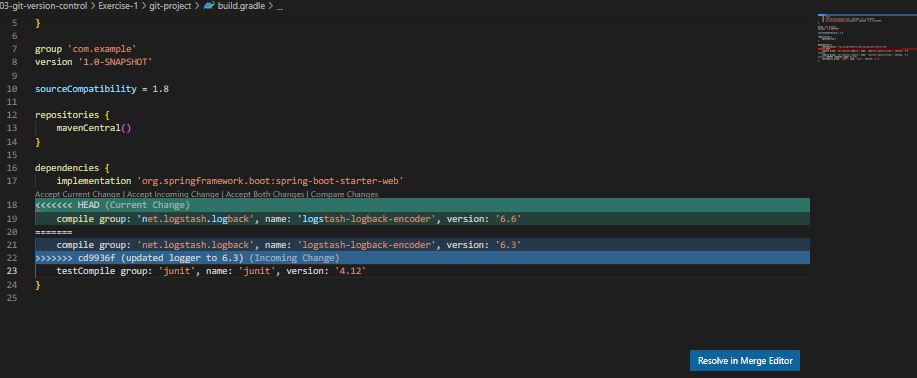 03-git-version-control > Exercise-1 > git-project > build.gradle > ...
5 }
6
7 group 'com.example'
8 version '1.0-SNAPSHOT'
9
10 sourceCompatibility = 1.8
11
12 repositories {
13 mavenCentral()
14 }
15
16 dependencies {
17 implementation 'org.springframework.boot:spring-boot-starter-web'
Accept Current Change | Accept Incoming Change | Accept Both Changes | Compare Changes
18 <<<<<<< HEAD (Current Change)
19 compile group: 'net.logstash.logback', name: 'logstash-logback-encoder', version: '6.6'
20 =======
21 compile group: 'net.logstash.logback', name: 'logstash-logback-encoder', version: '6.3'
22 >>>>>>> cd9936f (updated logger to 6.3) (Incoming Change)
23 testCompile group: 'junit', name: 'junit', version: '4.12'
24 }
25
Resolve in Merge Editor